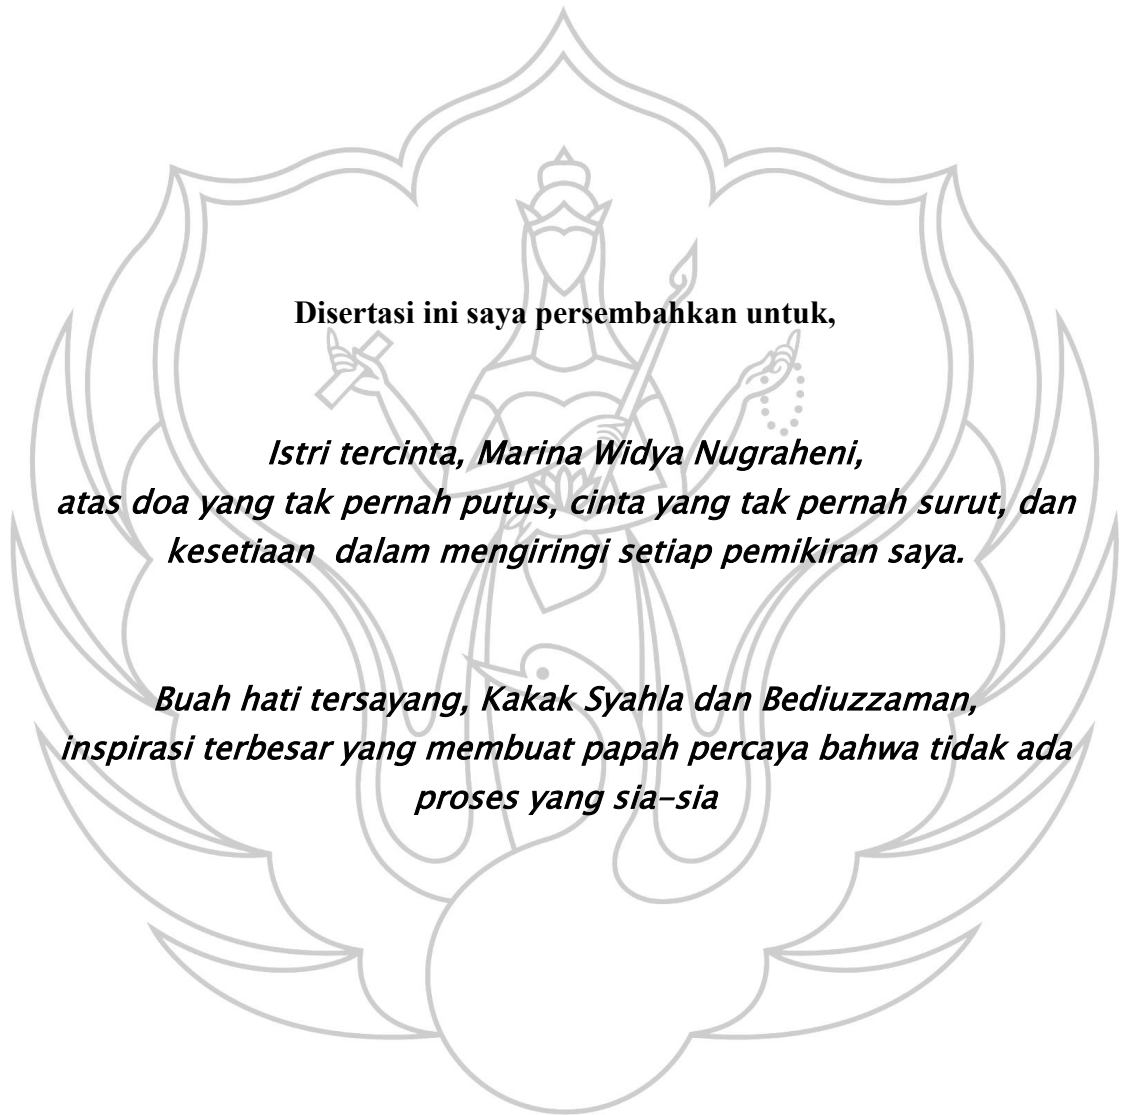 Disertasi ini saya persembahkan untuk,
Istri tercinta, Marina Widya Nugraheni,
atas doa yang tak pernah putus, cinta yang tak pernah surut, dan
kesetiaan  dalam mengiringi setiap pemikiran saya.
Buah hati tersayang, Kakak Syahla dan Bediuzzaman,
inspirasi terbesar yang membuat papah percaya bahwa tidak ada
proses yang sia-sia